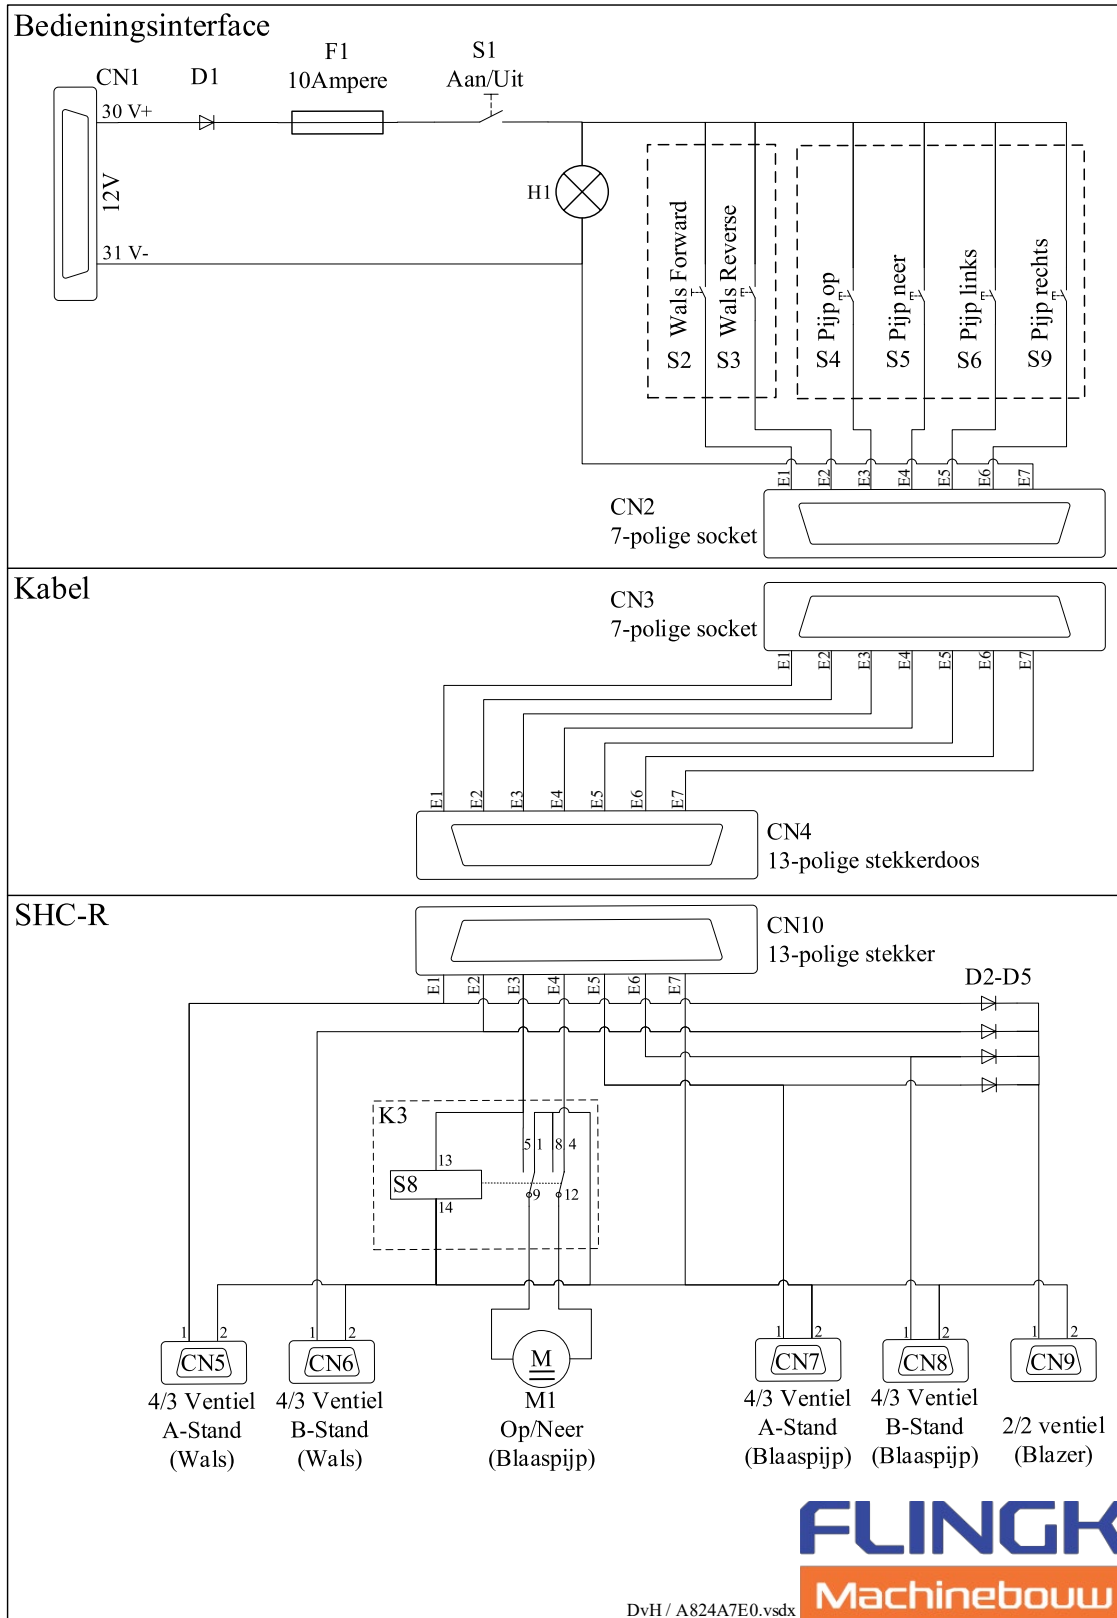 Bedieningsinterface
CN1
D1
F1
10Ampere
S1
Aan/Uit
30 V+
12V
31 V-
H1
Wals Forward
Wals Reverse
Pijp op
Pijp neer
Pijp links
Pijp rechts
S2
S3
S4
S5
S6
S9
E1
E2
E3
E4
E5
E6
E7
CN2
7-polige socket
Kabel
CN3
7-polige socket
E1
E2
E3
E4
E5
E6
E7
E1
E2
E3
E4
E5
E6
E7
CN4
13-polige stekkerdoos
SHC-R
CN10
13-polige stekker
E1
E2
E3
E4
E5
E6
E7
D2-D5
K3
5
1
8
4
13
S8
14
9
12
1
2
1
2
1
2
1
2
1
2
CN5
CN6
M
CN7
CN8
CN9
4/3 Ventiel
A-Stand
(Wals)
4/3 Ventiel
B-Stand
(Wals)
M1
Op/Neer
(Blaaspijp)
4/3 Ventiel
A-Stand
(Blaaspijp)
4/3 Ventiel
B-Stand
(Blaaspijp)
2/2 ventiel
(Blazer)
FLINGK
Machinebouw
DvH / A824A7E0.vsdx